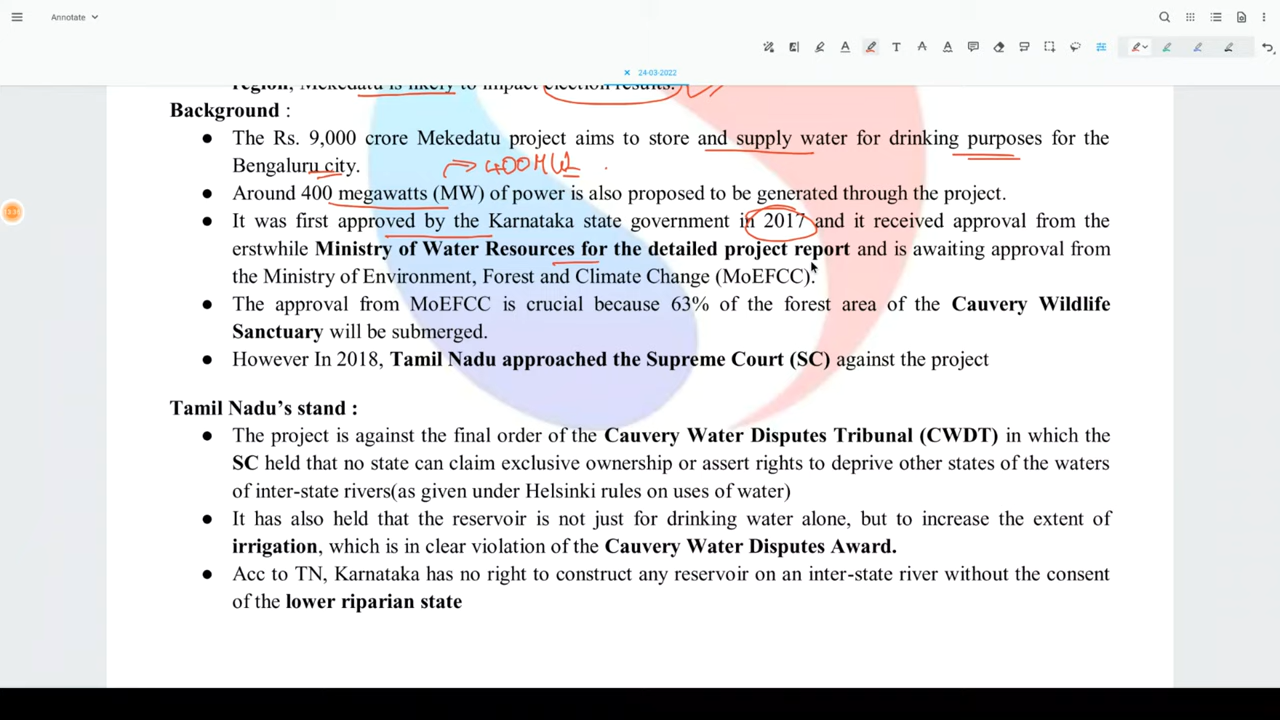 Annotate
24-03-2022
region, Mekedatu is likely to impact election results.
Background :
● The Rs. 9,000 crore Mekedatu project aims to store and supply water for drinking purposes for the
Bengaluru city.
→ 400MW
● Around 400 megawatts (MW) of power is also proposed to be generated through the project.
● It was first approved by the Karnataka state government in 2017 and it received approval from the
erstwhile Ministry of Water Resources for the detailed project report and is awaiting approval from
the Ministry of Environment, Forest and Climate Change (MoEFCC).
● The approval from MoEFCC is crucial because 63% of the forest area of the Cauvery Wildlife
Sanctuary will be submerged.
● However In 2018, Tamil Nadu approached the Supreme Court (SC) against the project
Tamil Nadu's stand :
● The project is against the final order of the Cauvery Water Disputes Tribunal (CWDT) in which the
SC held that no state can claim exclusive ownership or assert rights to deprive other states of the waters
of inter-state rivers(as given under Helsinki rules on uses of water)
● It has also held that the reservoir is not just for drinking water alone, but to increase the extent of
irrigation, which is in clear violation of the Cauvery Water Disputes Award.
● Acc to TN, Karnataka has no right to construct any reservoir on an inter-state river without the consent
of the lower riparian state